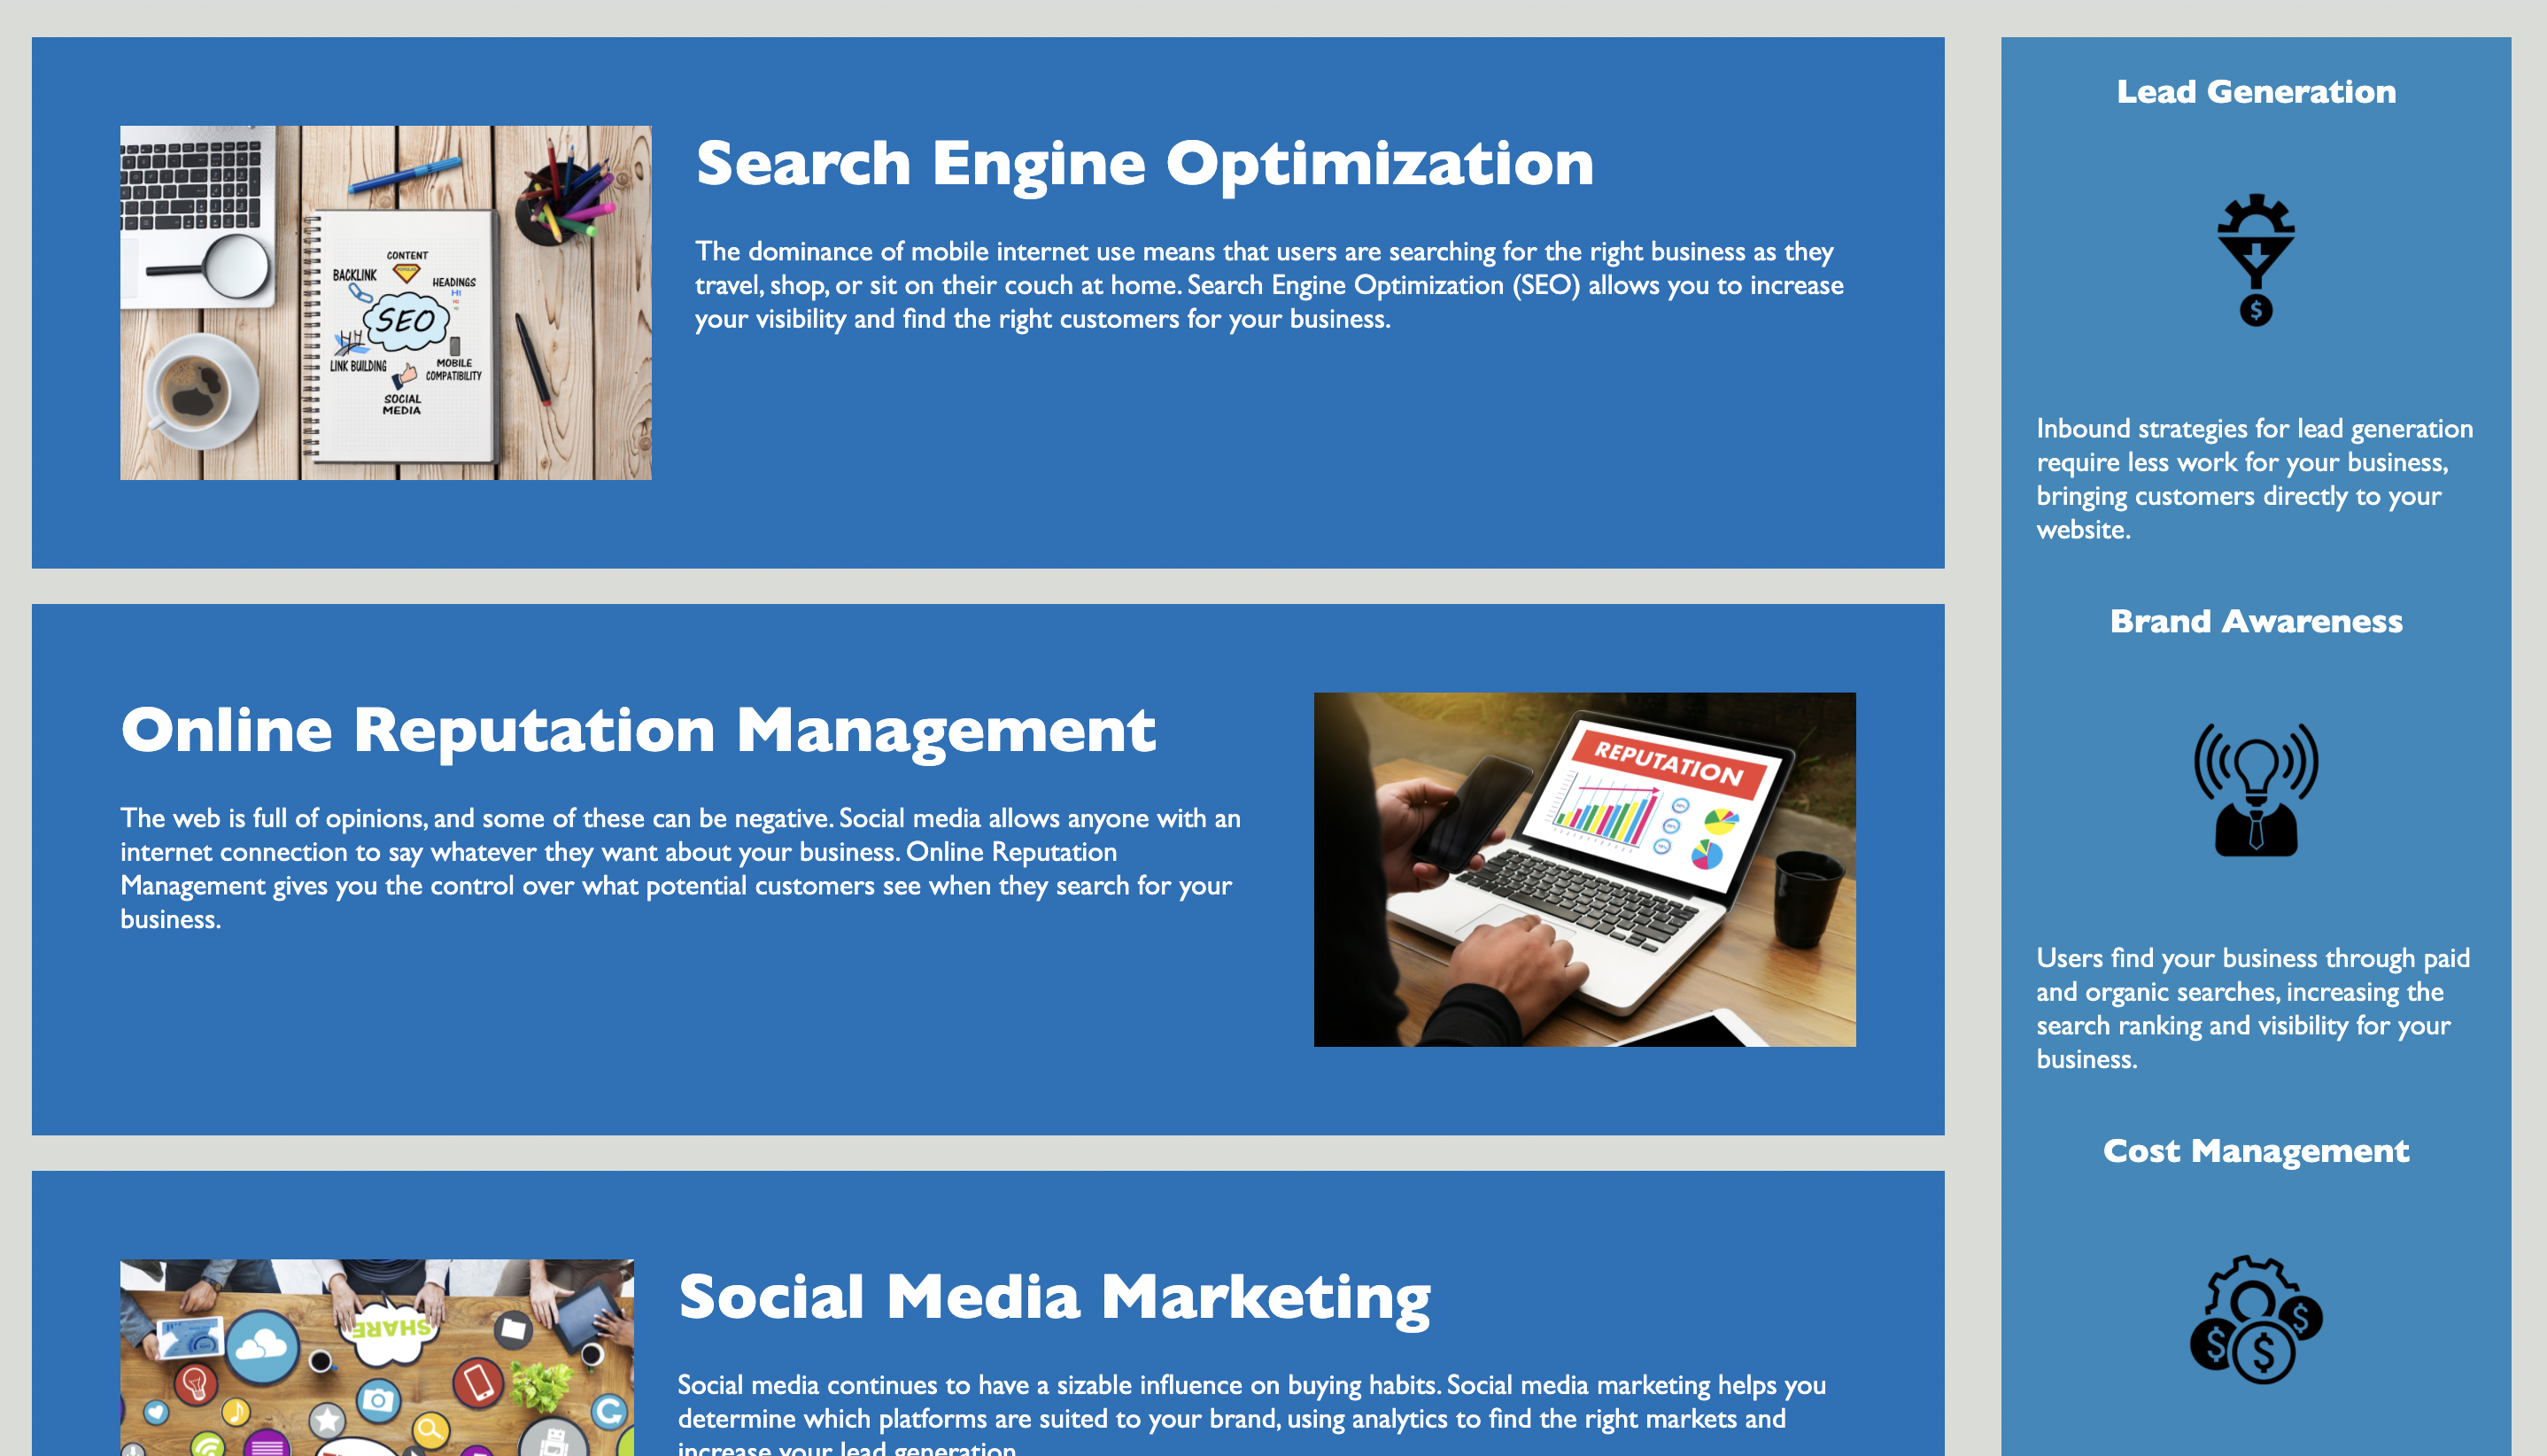 Search Engine Optimization
The dominance of mobile internet use means that users are searching for the right business as they
travel, shop, or sit on their couch at home. Search Engine Optimization (SEO) allows you to increase
your visibility and find the right customers for your business.
CONTENT
BACKLINK
HEADINGS
H1
SEO
LINK BUILDING
MOBILE
COMPATIBILITY
SOCIAL
MEDIA
Online Reputation Management
The web is full of opinions, and some of these can be negative. Social media allows anyone with an
internet connection to say whatever they want about your business. Online Reputation
Management gives you the control over what potential customers see when they search for your
business.
REPUTATION
Social Media Marketing
Social media continues to have a sizable influence on buying habits. Social media marketing helps you
determine which platforms are suited to your brand, using analytics to find the right markets and
increase your lead generation.
SHARE
Lead Generation
$
Inbound strategies for lead generation
require less work for your business,
bringing customers directly to your
website.
Brand Awareness
Users find your business through paid
and organic searches, increasing the
search ranking and visibility for your
business.
Cost Management
$
$
$